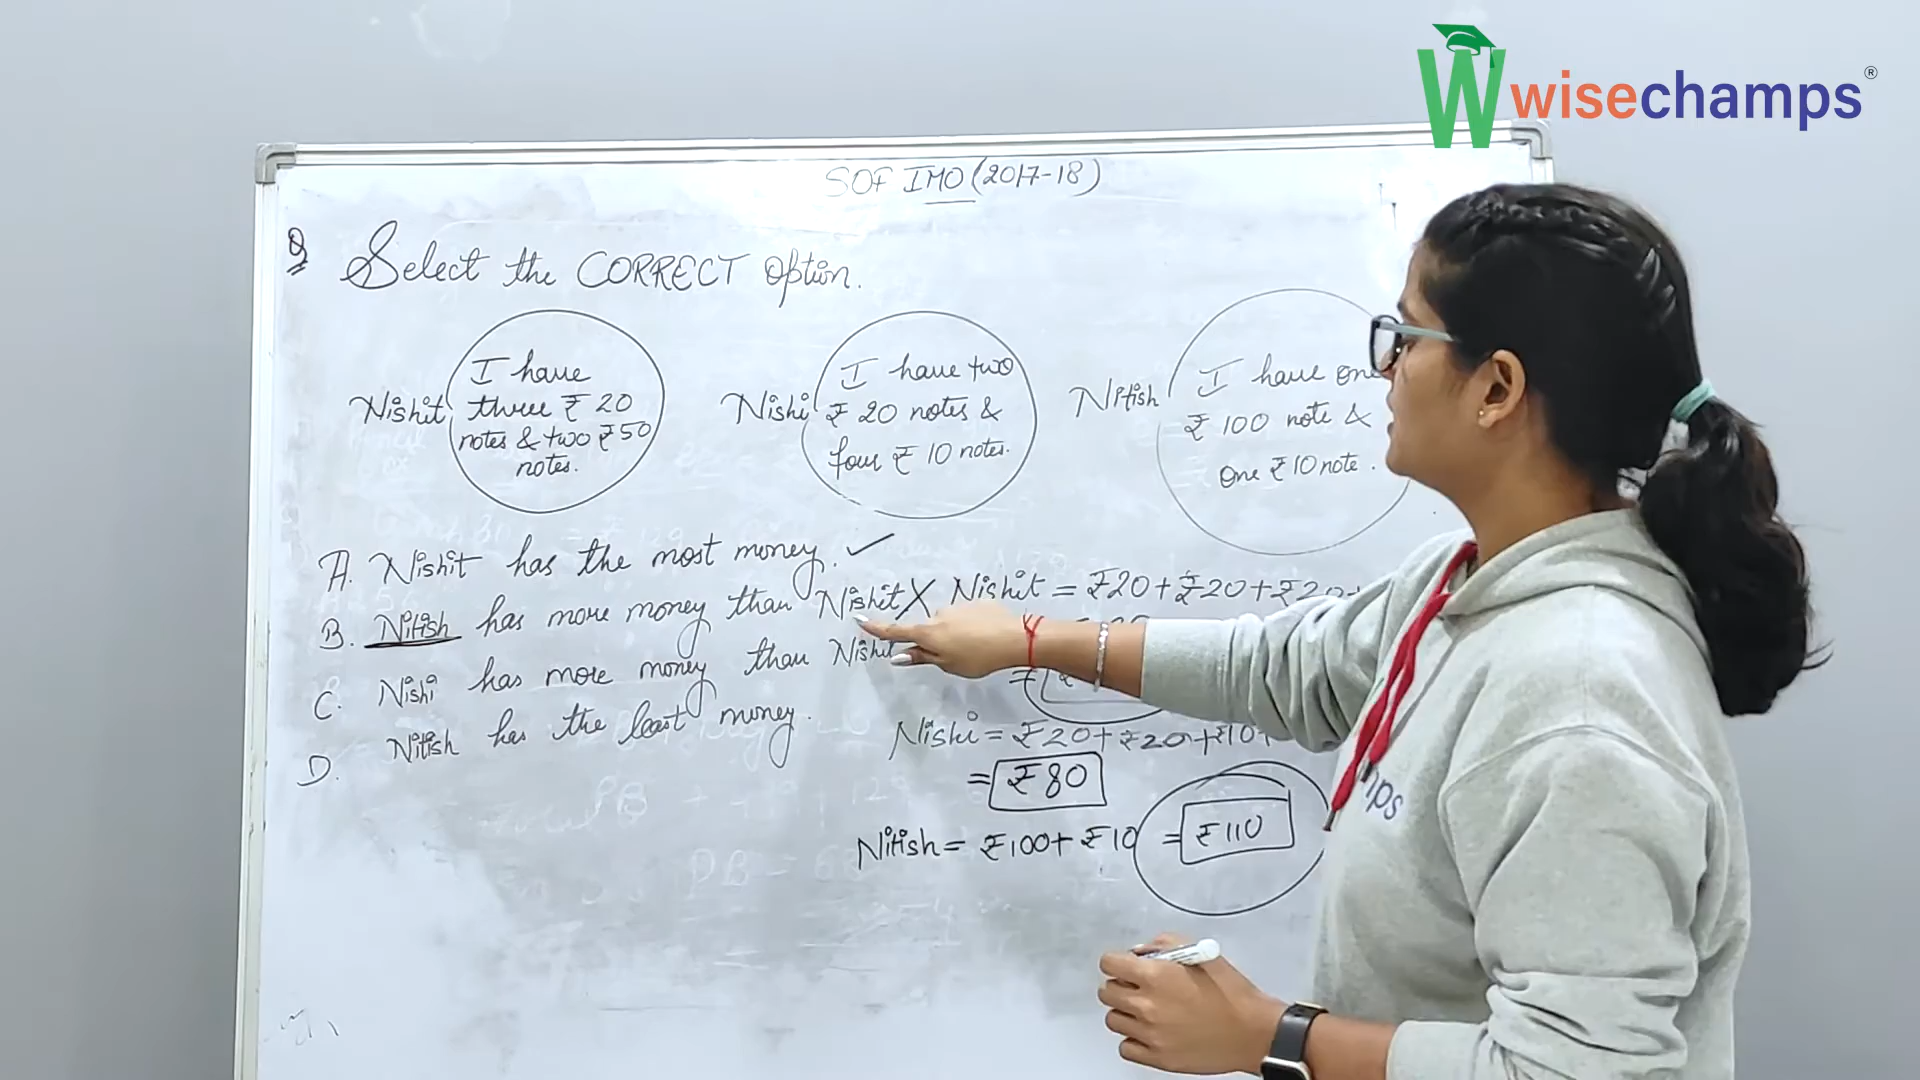 wisechamps®
SOF IMO (2017-18)
Q Select the CORRECT option.
Nishit
I have
three ₹20
notes & two ₹50
notes.
Nishi
I have two
₹20 notes &
four ₹10 notes.
Nitish
I have one
₹100 note &
One ₹10 note.
A. Nishit has the most money. ✓
B. Nitish has more money than Nishit X
C. Nishi has more money than Nishit
D. Nitish has the least money.
Nishit = ₹20+₹20+₹20+
=
Nishi = ₹20+₹20+₹10+
= ₹80
Nitish = ₹100+₹10 = ₹110
mps